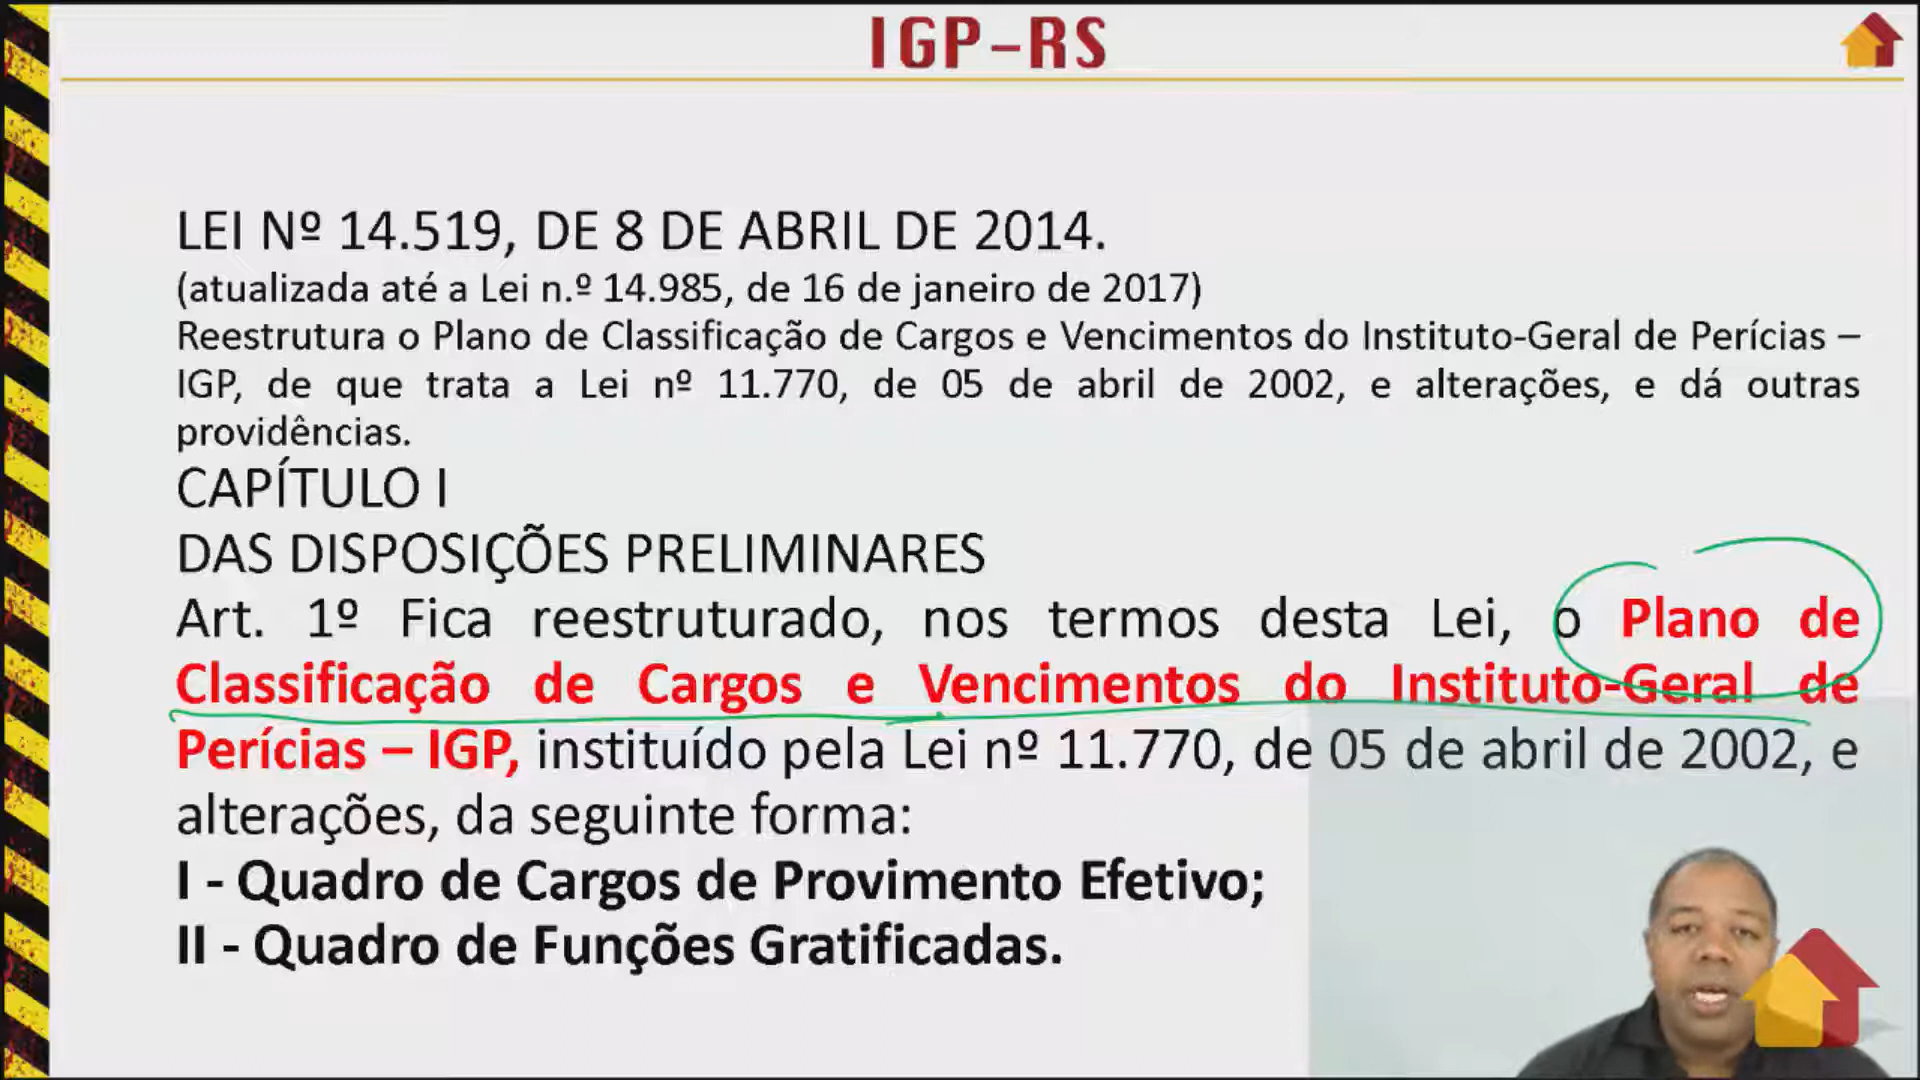 IGP-RS
LEI Nº 14.519, DE 8 DE ABRIL DE 2014.
(atualizada até a Lei n.º 14.985, de 16 de janeiro de 2017)
Reestrutura o Plano de Classificação de Cargos e Vencimentos do Instituto-Geral de Perícias –
IGP, de que trata a Lei nº 11.770, de 05 de abril de 2002, e alterações, e dá outras
providências.
CAPÍTULO I
DAS DISPOSIÇÕES PRELIMINARES
Art. 1º Fica reestruturado, nos termos desta Lei, o Plano de
Classificação de Cargos e Vencimentos do Instituto-Geral de
Perícias – IGP, instituído pela Lei nº 11.770, de 05 de abril de 2002, e
alterações, da seguinte forma:
I - Quadro de Cargos de Provimento Efetivo;
II - Quadro de Funções Gratificadas.